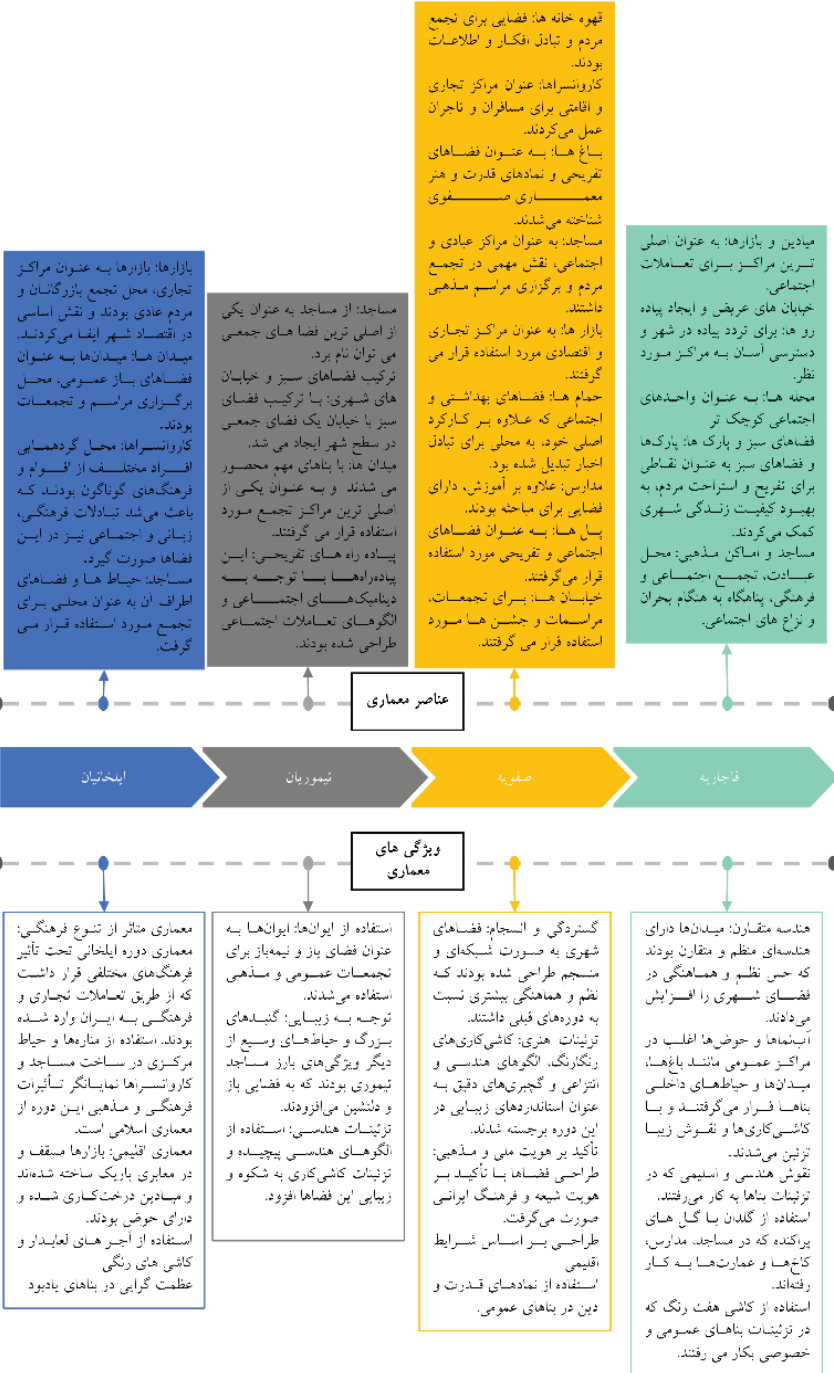 قهوه خانه ها: فضایی برای تجمع
مردم و تبادل افکار و اطلاعات
بودند.
کاروانسراها: عنوان مراکز تجاری
و اقامتی برای مسافران و تاجران
عمل می‌کردند.
باغ ها: به عنوان فضاهای
تفریحی و نمادهای قدرت و هنر
معماری صفوی
شناخته می‌شدند.
مساجد: به عنوان مراکز عبادی و
اجتماعی، نقش مهمی در تجمع
مردم و برگزاری مراسم مذهبی
داشتند.
بازار ها: به عنوان مراکز تجاری
و اقتصادی مورد استفاده قرار می
گرفتند.
حمام ها: فضاهای بهداشتی و
اجتماعی که علاوه بر کارکرد
اصلی خود، به محلی برای تبادل
اخبار تبدیل شده بود.
مدارس: علاوه بر آموزش، دارای
فضایی برای مباحثه بودند.
پل ها: به عنوان فضاهای
اجتماعی و تفریحی مورد استفاده
قرار می‌گرفتند.
خیابان ها: برای تجمعات،
مراسمات و جشن ها مورد
استفاده قرار می گرفتند.
میادین و بازارها: به عنوان اصلی
ترین مراکز برای تعاملات
اجتماعی.
خیابان های عریض و ایجاد پیاده
رو ها: برای تردد پیاده در شهر و
دسترسی آسان به مراکز مورد
نظر.
محله ها: به عنوان واحدهای
اجتماعی کوچک تر
فضاهای سبز و پارک ها: پارک‌ها
و فضاهای سبز به عنوان نقاطی
برای تفریح و استراحت مردم، به
بهبود کیفیت زندگی شهری
کمک می‌کردند.
مساجد و اماکن مذهبی: محل
عبادت، تجمع اجتماعی و
فرهنگی، پناهگاه به هنگام بحران
و نزاع های اجتماعی.
مساجد: از مساجد به عنوان یکی
از اصلی ترین فضا های جمعی
می توان نام برد.
ترکیب فضاهای سبز و خیابان
های شهری: با ترکیب فضای
سبز با خیابان یک فضای جمعی
در سطح شهر ایجاد می شد.
میدان ها: با بناهای مهم محصور
می شدند و به عنوان یکی از
اصلی ترین مراکز تجمع مورد
استفاده قرار می گرفتند.
پیاده راه های تفریحی: این
پیاده‌راه‌ها با توجه به
دینامیک‌های اجتماعی و
الگوهای تعاملات اجتماعی
طراحی شده بودند.
بازارها: بازارها به عنوان مراکز
تجاری، محل تجمع بازرگانان و
مردم عادی بودند و نقش اساسی
در اقتصاد شهر ایفا می‌کردند.
میدان ها: میدان‌ها به عنوان
فضاهای باز عمومی، محل
برگزاری مراسم و تجمعات
بودند.
کاروانسراها: محل گردهمایی
افراد مختلف از اقوام و
فرهنگ‌های گوناگون بودند که
باعث می‌شد تبادلات فرهنگی،
زبانی و اجتماعی نیز در این
فضاها صورت گیرد.
مساجد: حیاط ها و فضاهای
اطراف آن به عنوان محلی برای
تجمع مورد استفاده قرار می
گرفت.
عناصر معماری
قاجاریه
صفویه
تیموریان
ایلخانیان
ویژگی های
معماری
هندسه متقارن: میدان‌ها دارای
هندسه‌ای منظم و متقارن بودند
که حس نظم و هماهنگی در
فضای شهری را افزایش
می‌دادند.
آب‌نماها و حوض‌ها اغلب در
مراکز عمومی مانند باغ‌ها،
میدان‌ها و حیاط‌های داخلی
بناها قرار می‌گرفتند و با
کاشی‌کاری‌ها و نقوش زیبا
تزئین می‌شدند.
نقوش هندسی و اسلیمی که در
تزئینات بناها به کار می‌رفتند.
استفاده از گلدان با گل های
پراکنده که در مساجد، مدارس،
کاخ‌ها و عمارت‌ها به کار
رفته‌اند.
استفاده از کاشی هفت رنگ که
در تزئینات بناهای عمومی و
خصوصی بکار می رفتند.
گستردگی و انسجام: فضاهای
شهری به صورت شبکه‌ای و
منسجم طراحی شده بودند که
نظم و هماهنگی بیشتری نسبت
به دوره‌های قبلی داشتند.
تزئینات هنری: کاشی‌کاری‌های
رنگارنگ، الگوهای هندسی و
انتزاعی و گچبری‌های دقیق به
عنوان استانداردهای زیبایی در
این دوره برجسته شدند.
تأکید بر هویت ملی و مذهبی:
طراحی فضاها با تأکید بر
هویت شیعه و فرهنگ ایرانی
صورت می‌گرفت.
طراحی بر اساس شرایط
اقلیمی
استفاده از نمادهای قدرت و
دین در بناهای عمومی.
استفاده از ایوان‌ها: ایوان‌ها به
عنوان فضای باز و نیمه‌باز برای
تجمعات عمومی و مذهبی
استفاده می‌شدند.
توجه به زیبایی: گنبدهای
بزرگ و حیاط‌های وسیع از
دیگر ویژگی‌های بارز مساجد
تیموری بودند که به فضایی باز
و دلنشین می‌افزودند.
تزئینات هندسی: استفاده از
الگوهای هندسی پیچیده و
تزئینات کاشی‌کاری به شکوه و
زیبایی این فضاها افزود.
معماری متاثر از تنوع فرهنگی:
معماری دوره ایلخانی تحت تأثیر
فرهنگ‌های مختلفی قرار داشت
که از طریق تعاملات تجاری و
فرهنگی به ایران وارد شده
بودند. استفاده از مناره‌ها و حیاط
مرکزی در ساخت مساجد و
کاروانسراها نمایانگر تأثیرات
فرهنگی و مذهبی این دوره از
معماری اسلامی است.
معماری اقلیمی: بازارها مسقف و
در معابری باریک ساخته شده‌اند
و میادین درخت‌کاری شده و
دارای حوض بودند.
استفاده از آجر های لعابدار و
کاشی های رنگی
عظمت گرایی در بناهای یادبود